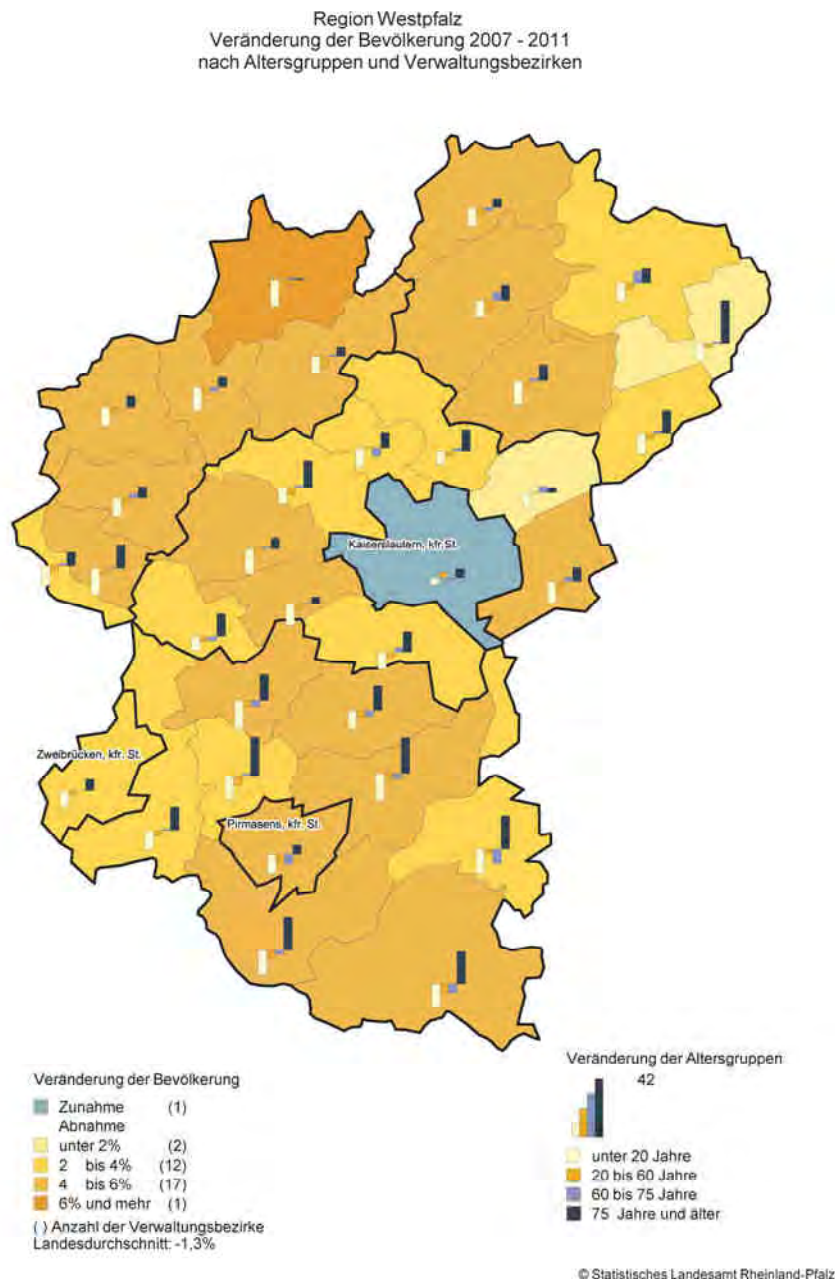 Region Westpfalz
Veränderung der Bevölkerung 2007 - 2011
nach Altersgruppen und Verwaltungsbezirken
Kaiserslautern, kfr.St.
Zweibrücken, kfr. St.
Pirmasens, kfr. St.
Veränderung der Bevölkerung
Zunahme (1)
Abnahme
unter 2% (2)
2 bis 4% (12)
4 bis 6% (17)
6% und mehr (1)
( ) Anzahl der Verwaltungsbezirke
Landesdurchschnitt: -1,3%
Veränderung der Altersgruppen
42
unter 20 Jahre
20 bis 60 Jahre
60 bis 75 Jahre
75 Jahre und älter
© Statistisches Landesamt Rheinland-Pfalz